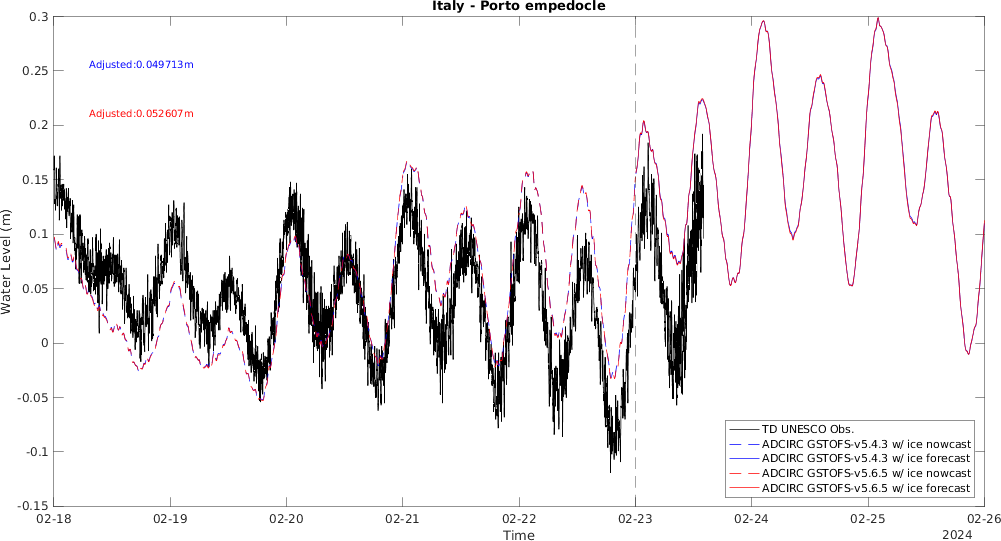 Italy - Porto empedocle
0.3
0.25
0.2
0.15
0.1
0.05
0
-0.05
-0.1
-0.15
Water Level (m)
Adjusted:0.049713m
Adjusted:0.052607m
TD UNESCO Obs.
ADCIRC GSTOFS-v5.4.3 w/ ice nowcast
ADCIRC GSTOFS-v5.4.3 w/ ice forecast
ADCIRC GSTOFS-v5.6.5 w/ ice nowcast
ADCIRC GSTOFS-v5.6.5 w/ ice forecast
02-18 02-19 02-20 02-21 02-22 02-23 02-24 02-25 02-26
Time
2024